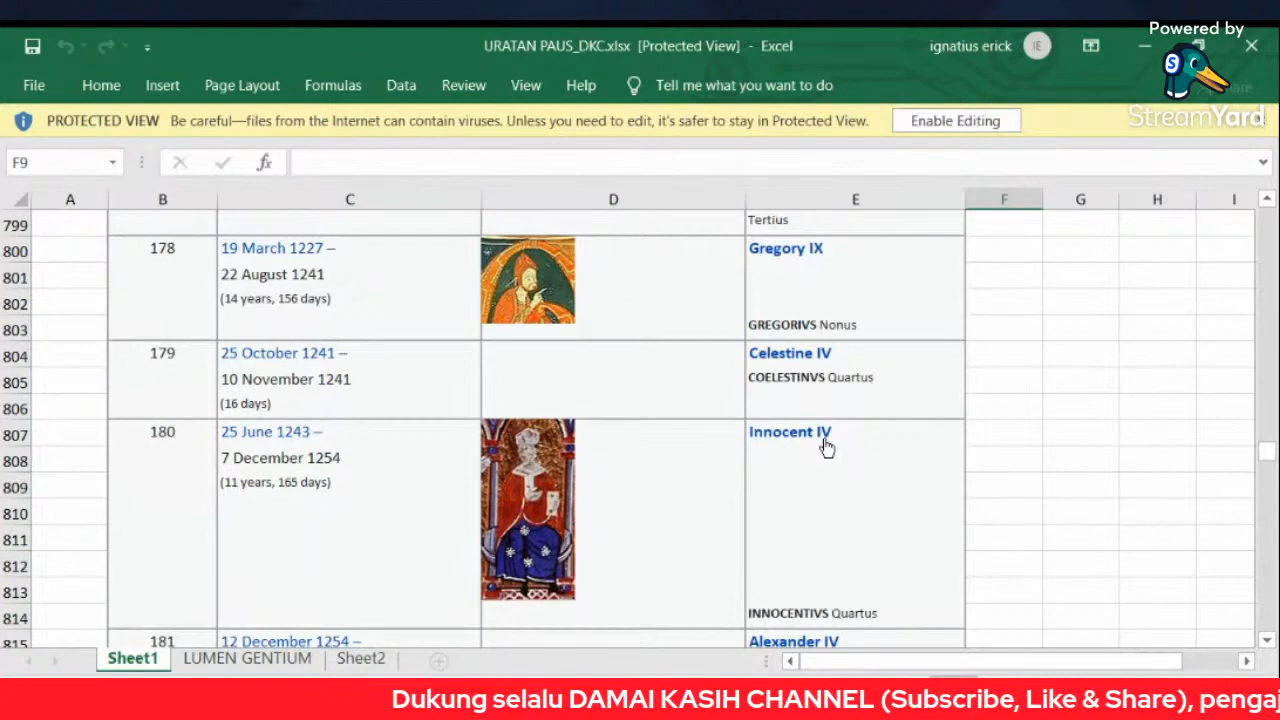 Powered by
StreamYard
URATAN PAUS_DKC.xlsx [Protected View] - Excel
ignatius erick
IE
File Home Insert Page Layout Formulas Data Review View Help Tell me what you want to do
PROTECTED VIEW Be careful—files from the Internet can contain viruses. Unless you need to edit, it's safer to stay in Protected View. Enable Editing
F9 fx
A B C D E F G H I
799 Tertius
800 178 19 March 1227 – Gregory IX
801 22 August 1241
802 (14 years, 156 days)
803 GREGORIVS Nonus
804 179 25 October 1241 – Celestine IV
805 10 November 1241 COELESTINVS Quartus
806 (16 days)
807 180 25 June 1243 – Innocent IV
808 7 December 1254
809 (11 years, 165 days)
810
811
812
813
814 INNOCENTIVS Quartus
815 181 12 December 1254 – Alexander IV
Sheet1 LUMEN GENTIUM Sheet2
Dukung selalu DAMAI KASIH CHANNEL (Subscribe, Like & Share), pengaj